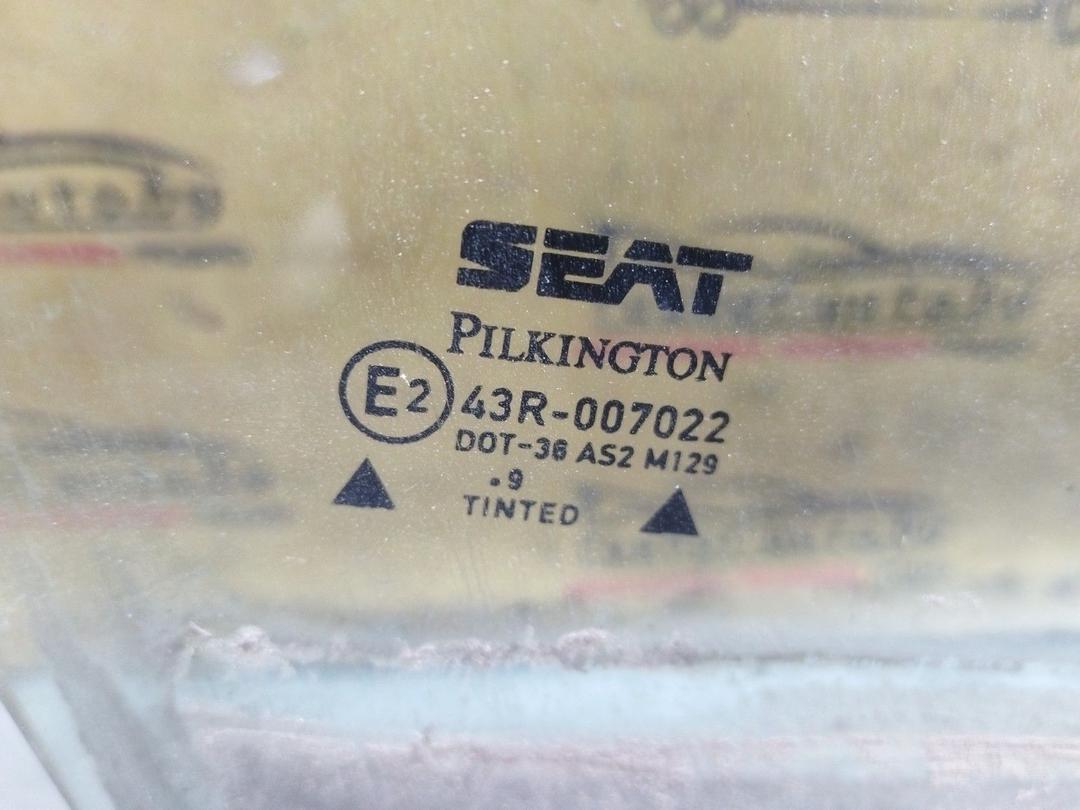 SEAT
PILKINGTON
E2 43R-007022
DOT-36 AS2 M129
.9
TINTED